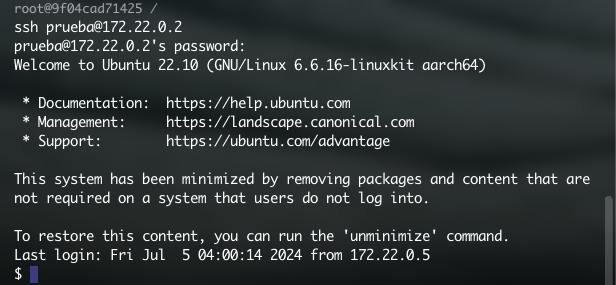 root@9f04cad71425 /
ssh prueba@172.22.0.2
prueba@172.22.0.2's password:
Welcome to Ubuntu 22.10 (GNU/Linux 6.6.16-linuxkit aarch64)
* Documentation:  https://help.ubuntu.com
* Management:     https://landscape.canonical.com
* Support:        https://ubuntu.com/advantage
This system has been minimized by removing packages and content that are
not required on a system that users do not log into.
To restore this content, you can run the 'unminimize' command.
Last login: Fri Jul  5 04:00:14 2024 from 172.22.0.5
$